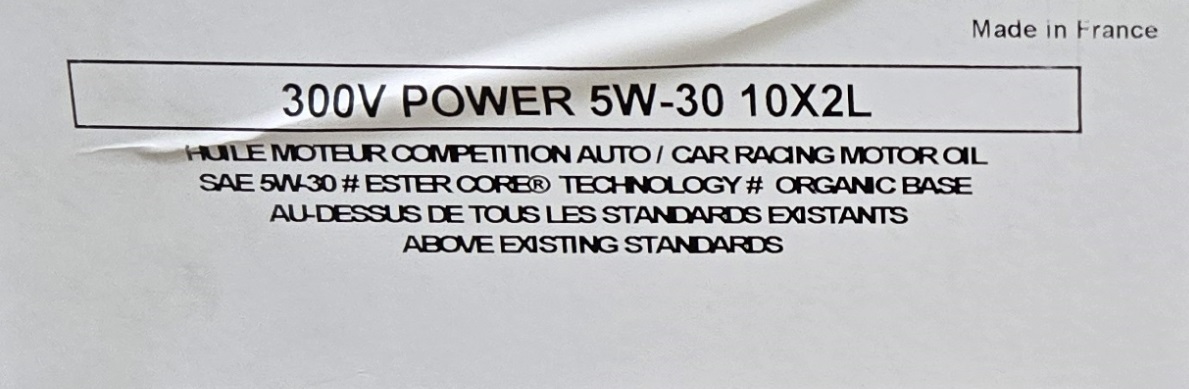 Made in France
300V POWER 5W-30 10X2L
HUILE MOTEUR COMPETITION AUTO / CAR RACING MOTOR OIL
SAE 5W-30 # ESTER CORE® TECHNOLOGY # ORGANIC BASE
AU-DESSUS DE TOUS LES STANDARDS EXISTANTS
ABOVE EXISTING STANDARDS